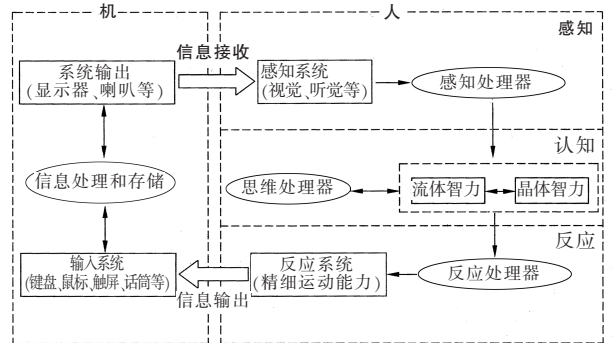 机
人
感知
信息接收
系统输出
(显示器、喇叭等)
感知系统
(视觉、听觉等)
感知处理器
认知
信息处理和存储
思维处理器
流体智力
晶体智力
反应
输入系统
(键盘、鼠标、触屏、话筒等)
反应系统
(精细运动能力)
反应处理器
信息输出